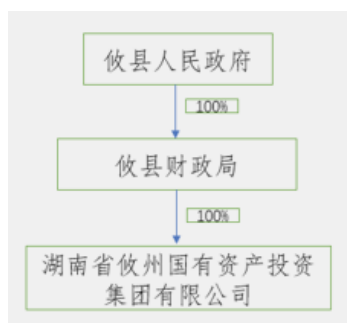 攸县人民政府
100%
攸县财政局
100%
湖南省攸州国有资产投资
集团有限公司